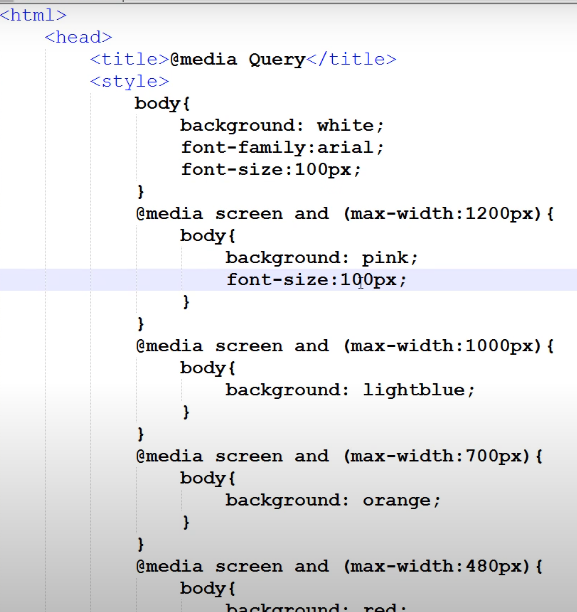 <html>
<head>
<title>@media Query</title>
<style>
body{
background: white;
font-family:arial;
font-size:100px;
}
@media screen and (max-width:1200px){
body{
background: pink;
font-size:100px;
}
}
@media screen and (max-width:1000px){
body{
background: lightblue;
}
}
@media screen and (max-width:700px){
body{
background: orange;
}
}
@media screen and (max-width:480px){
body{
background: red;